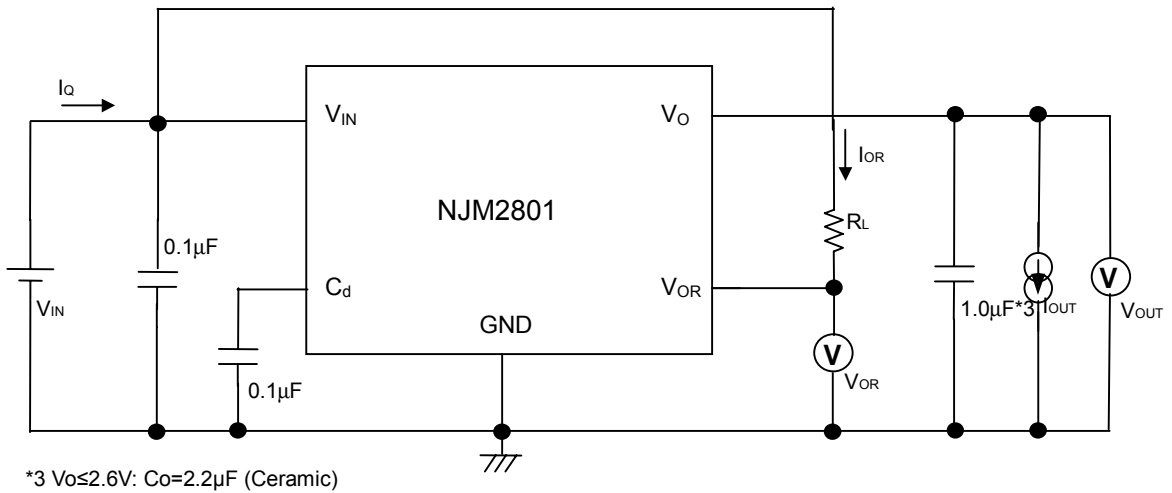 IQ
VIN
VO
IOR
NJM2801
RL
0.1μF
Cd
VOR
V
VIN
GND
1.0μF*3
IOUT
VOUT
V
VOR
0.1μF
*3 Vo≤2.6V: Co=2.2μF (Ceramic)